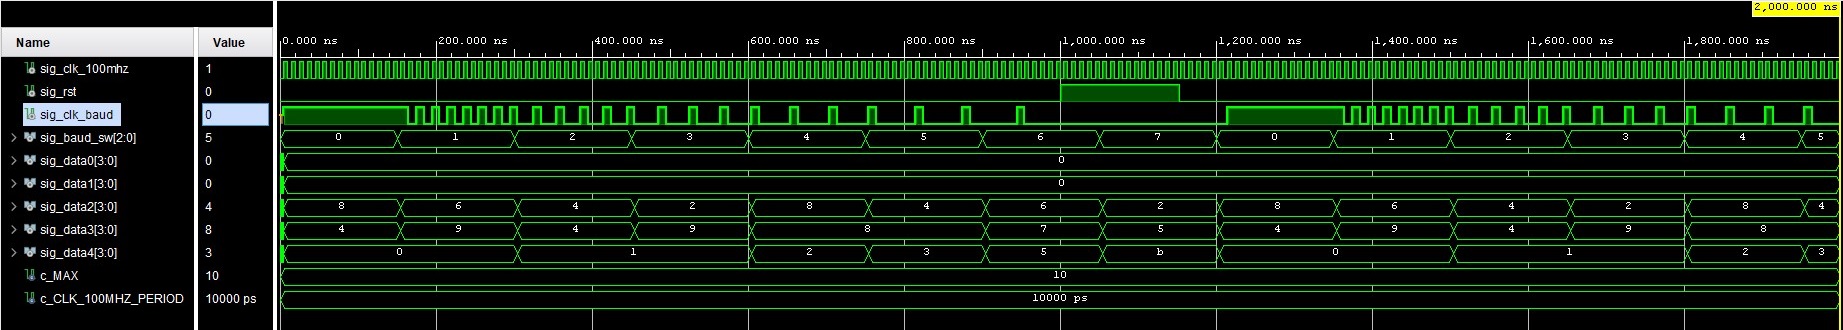 2,000.000 ns
Name Value 0.000 ns 200.000 ns 400.000 ns 600.000 ns 800.000 ns 1,000.000 ns 1,200.000 ns 1,400.000 ns 1,600.000 ns 1,800.000 ns
sig_clk_100mhz 1
sig_rst 0
sig_clk_baud 0
sig_baud_sw[2:0] 5 0 1 2 3 4 5 6 7 0 1 2 3 4 5
sig_data0[3:0] 0 0
sig_data1[3:0] 0 0
sig_data2[3:0] 4 8 6 4 2 8 4 6 2 8 6 4 2 8 4
sig_data3[3:0] 8 4 9 4 9 8 7 5 4 9 4 9 8
sig_data4[3:0] 3 0 1 2 3 5 b 0 1 2 3
c_MAX 10 10
c_CLK_100MHZ_PERIOD 10000 ps 10000 ps